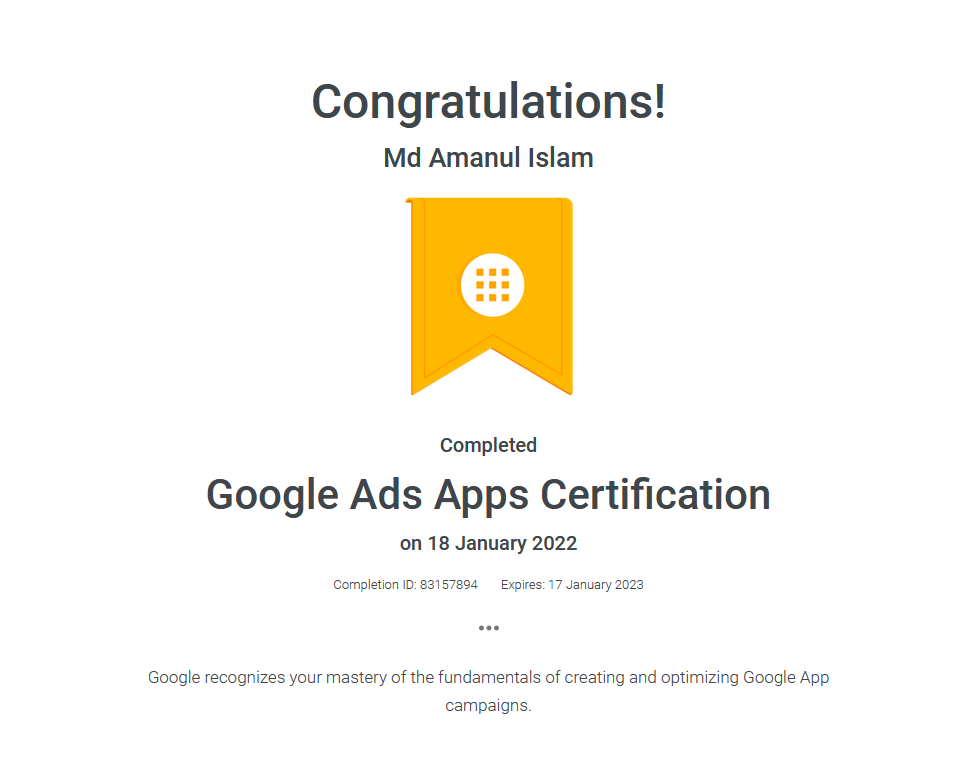 Congratulations!
Md Amanul Islam
Completed
Google Ads Apps Certification
on 18 January 2022
Completion ID: 83157894 Expires: 17 January 2023
Google recognizes your mastery of the fundamentals of creating and optimizing Google App
campaigns.